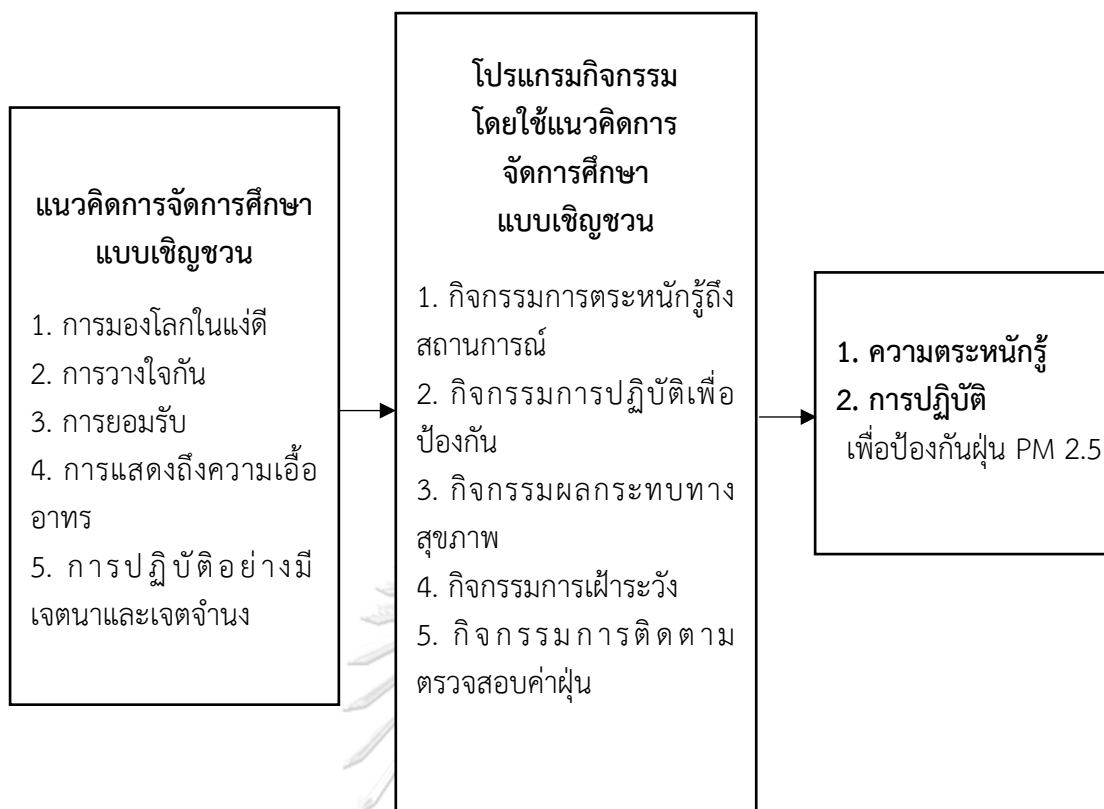 แนวคิดการจัดการศึกษา
แบบเชิญชวน
1. การมองโลกในแง่ดี
2. การวางใจกัน
3. การยอมรับ
4. การแสดงถึงความเอื้อ
อาทร
5. การปฏิบัติอย่างมี
เจตนาและเจตจำนง
โปรแกรมกิจกรรม
โดยใช้แนวคิดการ
จัดการศึกษา
แบบเชิญชวน
1. กิจกรรมการตระหนักรู้ถึง
สถานการณ์
2. กิจกรรมการปฏิบัติเพื่อ
ป้องกัน
3. กิจกรรมผลกระทบทาง
สุขภาพ
4. กิจกรรมการเฝ้าระวัง
5. กิจกรรมการติดตาม
ตรวจสอบค่าฝุ่น
1. ความตระหนักรู้
2. การปฏิบัติ
เพื่อป้องกันฝุ่น PM 2.5